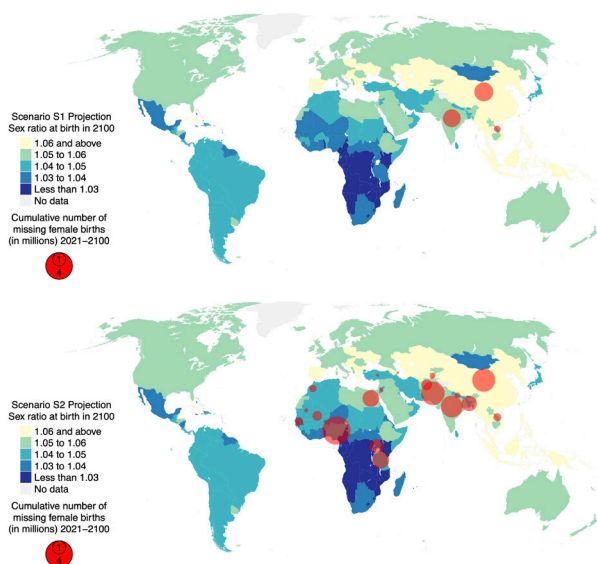 Scenario S1 Projection
Sex ratio at birth in 2100
1.06 and above
1.05 to 1.06
1.04 to 1.05
1.03 to 1.04
Less than 1.03
No data
Cumulative number of
missing female births
(in millions) 2021–2100
1
4
Scenario S2 Projection
Sex ratio at birth in 2100
1.06 and above
1.05 to 1.06
1.04 to 1.05
1.03 to 1.04
Less than 1.03
No data
Cumulative number of
missing female births
(in millions) 2021–2100
1
4